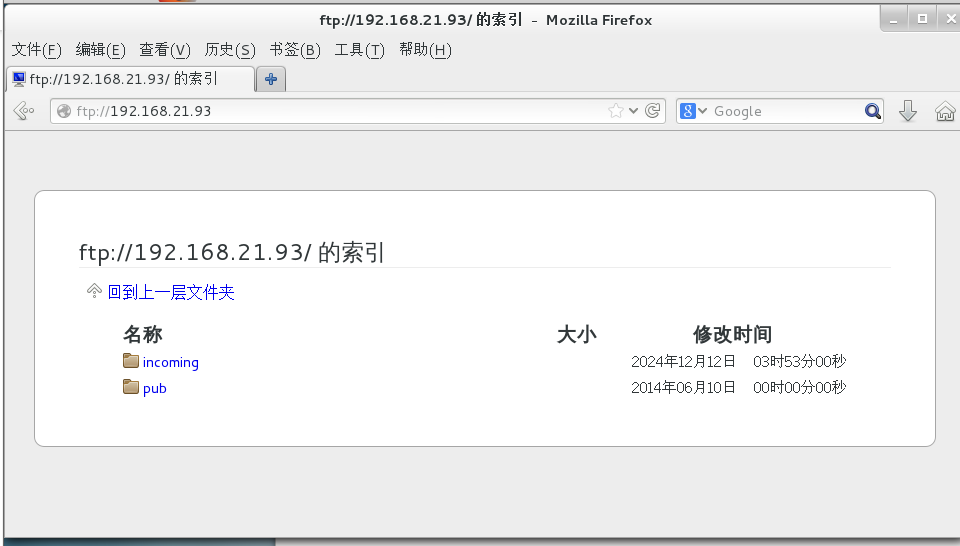 ftp://192.168.21.93/ 的索引 - Mozilla Firefox
文件(F) 编辑(E) 查看(V) 历史(S) 书签(B) 工具(T) 帮助(H)
ftp://192.168.21.93/ 的索引
ftp://192.168.21.93 Google
ftp://192.168.21.93/ 的索引
回到上一层文件夹
名称 大小 修改时间
incoming 2024年12月12日 03时53分00秒
pub 2014年06月10日 00时00分00秒